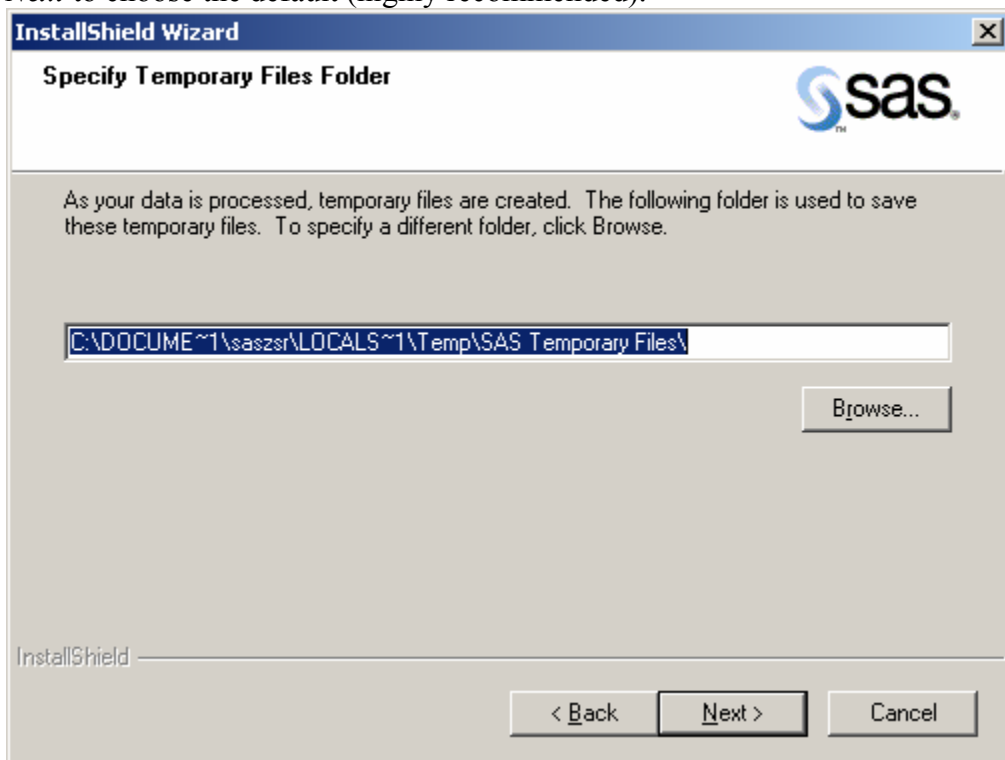 Next to choose the default (highly recommended).
InstallShield Wizard
Specify Temporary Files Folder
sas.
TM
As your data is processed, temporary files are created. The following folder is used to save
these temporary files. To specify a different folder, click Browse.
C:\DOCUME~1\saszsr\LOCALS~1\Temp\SAS Temporary Files\
Browse...
InstallShield
< Back
Next >
Cancel